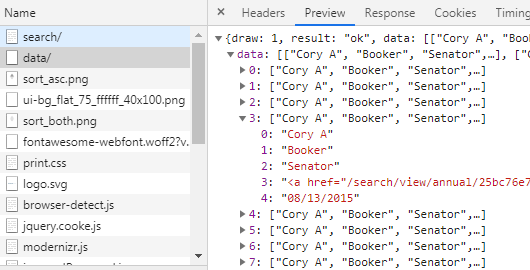 Name
search/
data/
sort_asc.png
ui-bg_flat_75_ffffff_40x100.png
sort_both.png
fontawesome-webfont.woff2?v.
print.css
logo.svg
browser-detect.js
jquery.cooke.js
modernizr.js
Headers Preview Response Cookies Timing
{draw: 1, result: "ok", data: [["Cory A", "Boo
data: [["Cory A", "Booker", "Senator",…], ["C
0: ["Cory A", "Booker", "Senator",…]
1: ["Cory A", "Booker", "Senator",…]
2: ["Cory A", "Booker", "Senator",…]
3: ["Cory A", "Booker", "Senator",…]
0: "Cory A"
1: "Booker"
2: "Senator"
3: "<a href="/search/view/annual/25bc76e7
4: "08/13/2015"
4: ["Cory A", "Booker", "Senator",…]
5: ["Cory A", "Booker", "Senator",…]
6: ["Cory A", "Booker", "Senator",…]
7: ["Cory A", "Booker", "Senator",…]